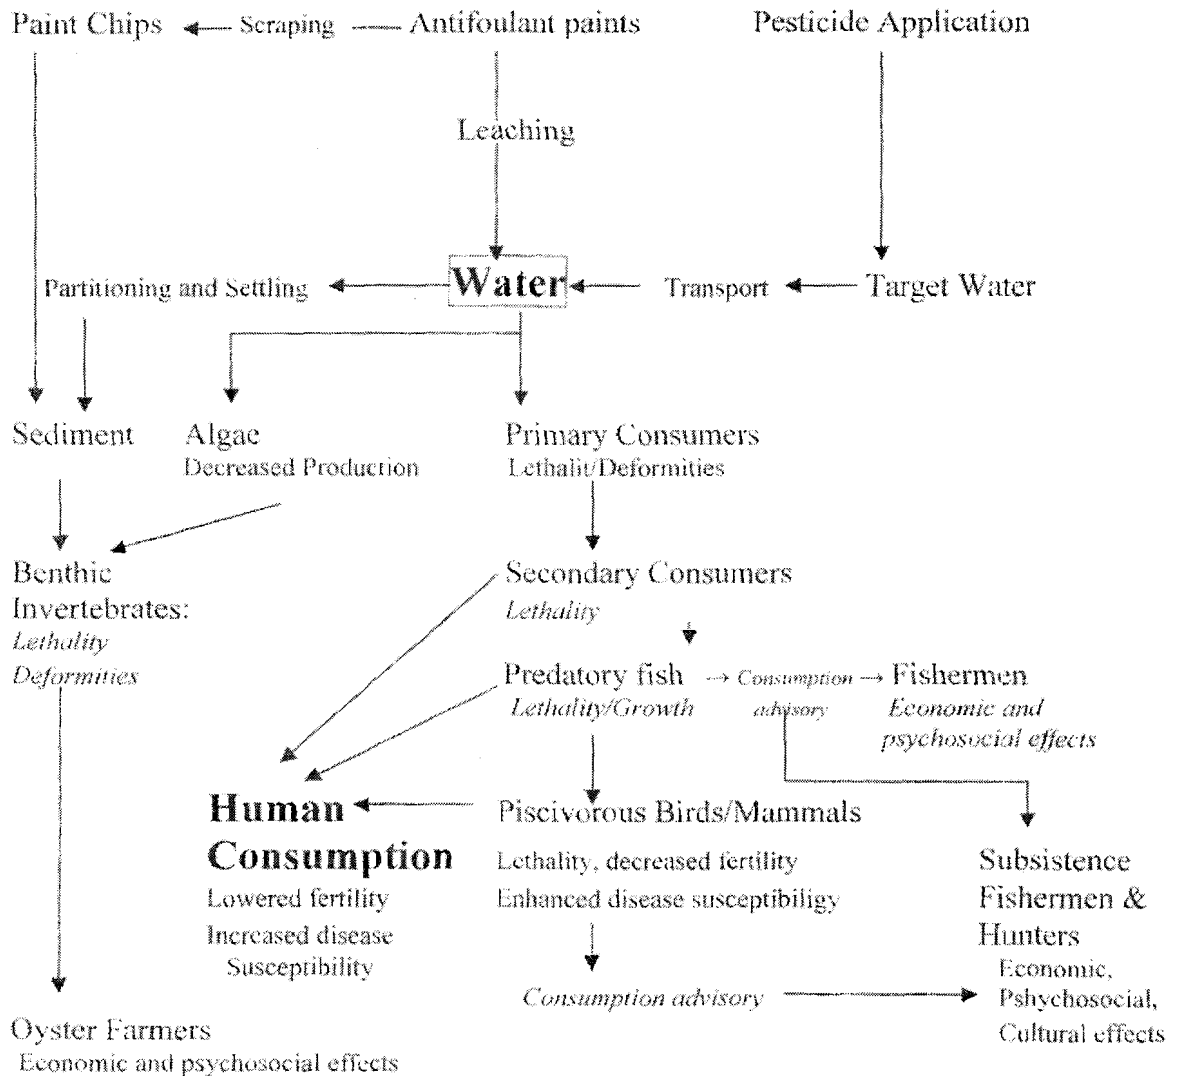 Paint Chips Scraping Antifoulant paints Pesticide Application
Leaching
Partitioning and Settling Water Transport Target Water
Sediment Algae Primary Consumers
Decreased Production Lethalit/Deformities
Benthic Secondary Consumers
Invertebrates: Lethality
Lethality
Deformities Predatory fish → Consumption → Fishermen
Lethality/Growth advisory Economic and
psychosocial effects
Human Piscivorous Birds/Mammals
Consumption Lethality, decreased fertility Subsistence
Lowered fertility Enhanced disease susceptibiligy Fishermen &
Increased disease Hunters
Susceptibility Economic,
Consumption advisory Pshychosocial,
Oyster Farmers Cultural effects
Economic and psychosocial effects